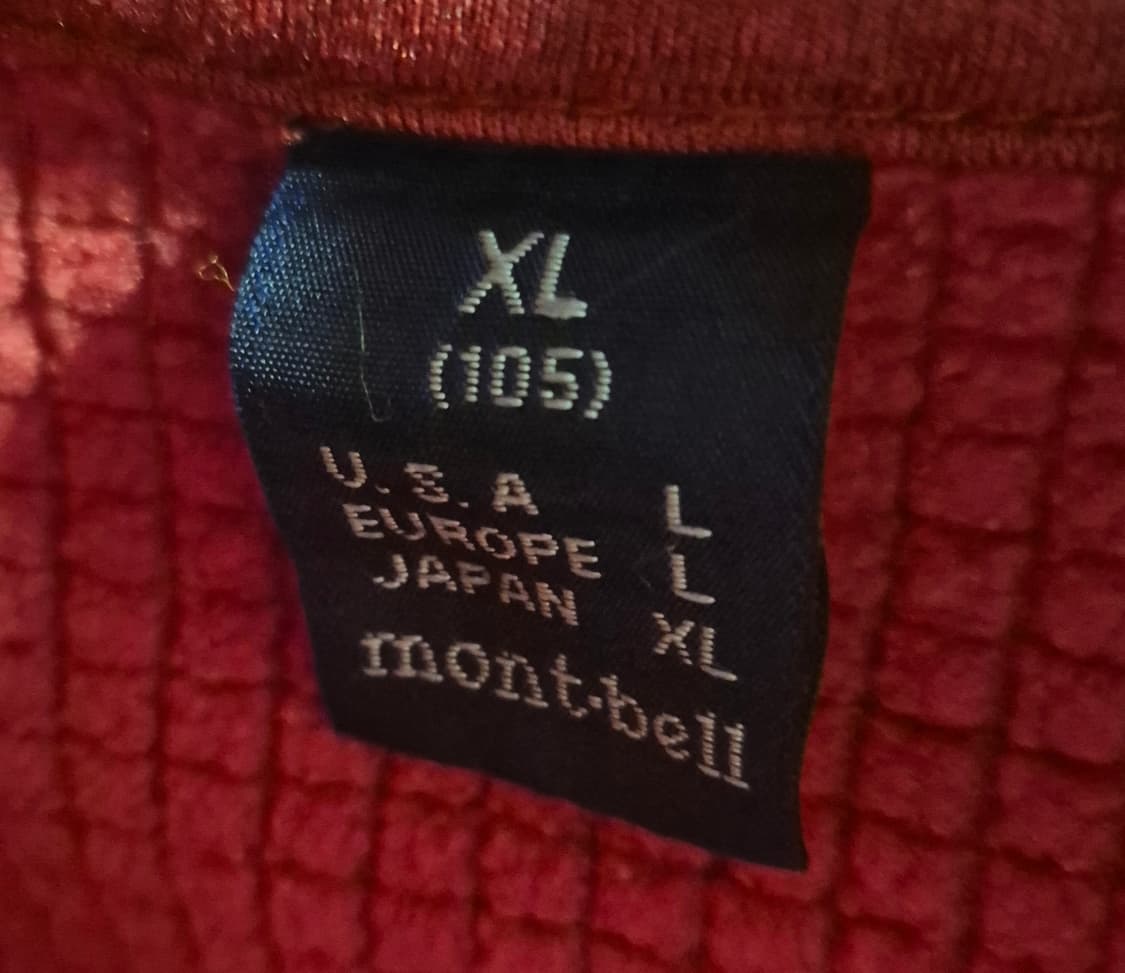 XL
(105)
U.S.A L
EUROPE L
JAPAN XL
mont·bell